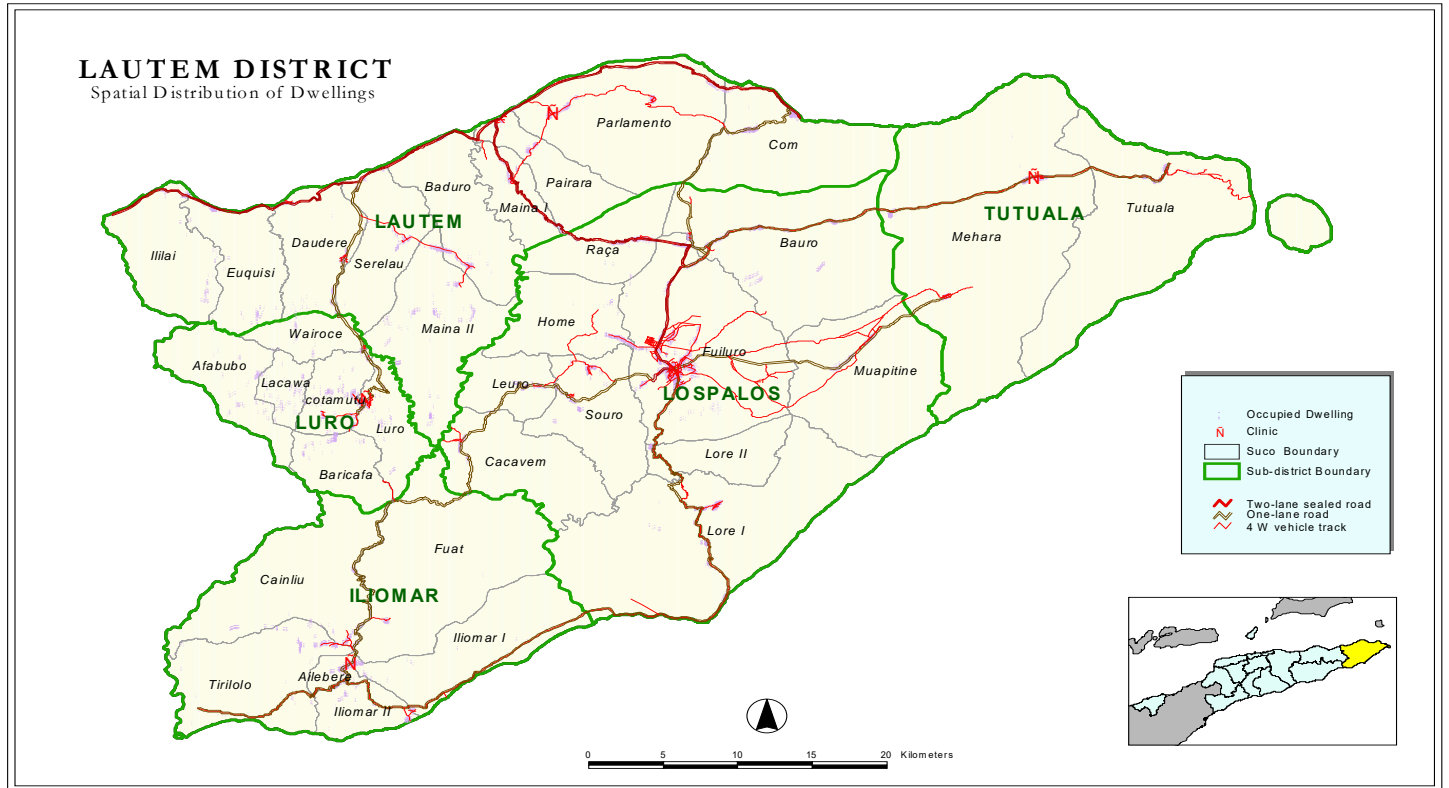 LAUTEM DISTRICT
Spatial Distribution of Dwellings
Parlamento
Com
Baduro
Pairara
Maina I
LAUTEM
TUTUALA
Tutuala
Daudere
Mehara
Ililai
Euquisi
Serelau
Raça
Bauro
Home
Maina II
Wairoce
Fuiluro
Afabubo
Muapitine
Lacawa
Leuro
LOSPALOS
cotamutu
Souro
LURO
Luro
Lore II
Cacavem
Baricafa
Lore I
Fuat
Cainliu
ILIOMAR
Iliomar I
Ailebere
Tirilolo
Iliomar II
Occupied Dwelling
Ñ Clinic
Suco Boundary
Sub-district Boundary
Two-lane sealed road
One-lane road
4 W vehicle track
0 5 10 15 20 Kilometers